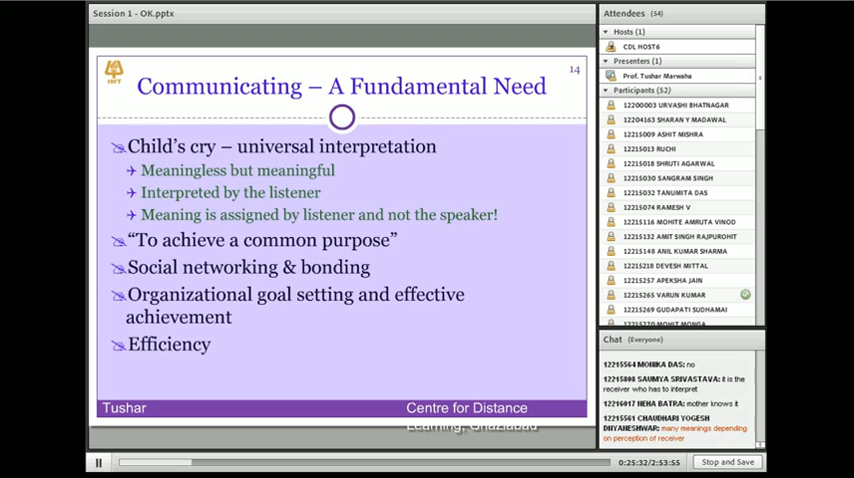 Session 1 - OK.pptx
IMT
14
Communicating – A Fundamental Need
Child's cry – universal interpretation
Meaningless but meaningful
Interpreted by the listener
Meaning is assigned by listener and not the speaker!
"To achieve a common purpose"
Social networking & bonding
Organizational goal setting and effective
achievement
Efficiency
Tushar
Centre for Distance
Learning, Ghaziabad
0:25:32/2:53:55
Stop and Save
Attendees (54)
Hosts (1)
CDL HOST6
Presenters (1)
Prof. Tushar Marwaha
Participants (52)
12200003 URVASHI BHATNAGAR
12204163 SHARAN Y MADAWAL
12215009 ASHIT MISHRA
12215013 RUCHI
12215018 SHRUTI AGARWAL
12215030 SANGRAM SINGH
12215032 TANUMITA DAS
12215074 RAMESH V
12215116 MOHITE AMRUTA VINOD
12215132 AMIT SINGH RAJPUROHIT
12215148 ANIL KUMAR SHARMA
12215218 DEVESH MITTAL
12215257 APEKSHA JAIN
12215265 VARUN KUMAR
12215269 GUDAPATI SUDHAMAI
12215270 MOHIT MONGA
Chat (Everyone)
12215564 MONIKA DAS: no
12215808 SAUMYA SRIVASTAVA: it is the
receiver who has to interpret
12216017 NEHA BATRA: mother knows it
12215561 CHAUDHARI YOGESH
DHYANESHWAR: many meanings depending
on perception of receiver